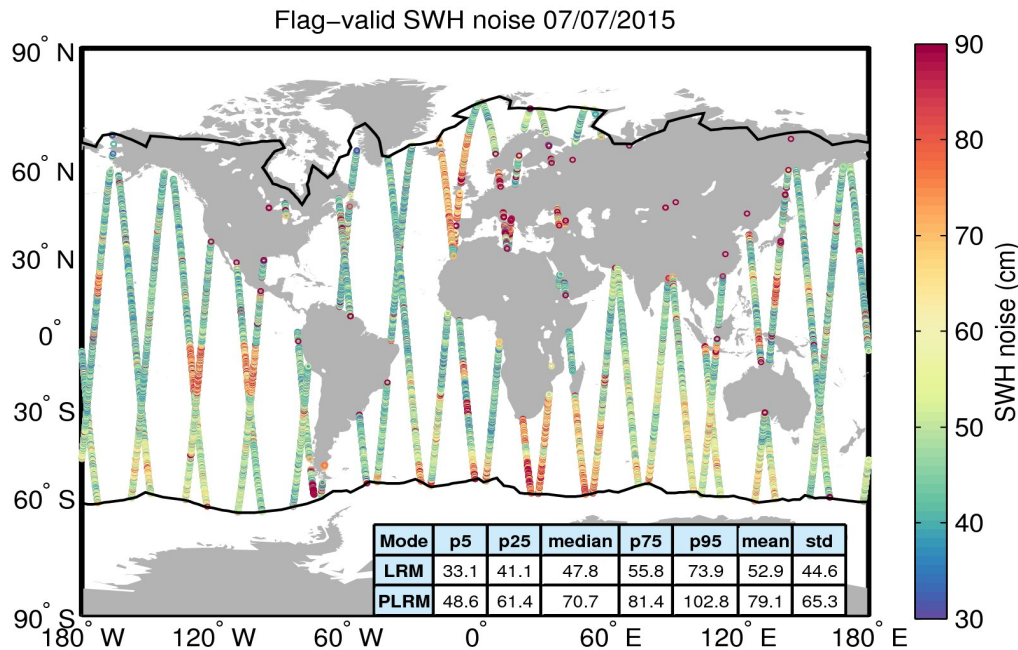 Flag−valid SWH noise 07/07/2015
90° N
60° N
30° N
0°
30° S
60° S
90° S
180° W
120° W
60° W
0°
60° E
120° E
180° E
Mode p5 p25 median p75 p95 mean std
LRM 33.1 41.1 47.8 55.8 73.9 52.9 44.6
PLRM 48.6 61.4 70.7 81.4 102.8 79.1 65.3
90
80
70
60
50
40
30
SWH noise (cm)